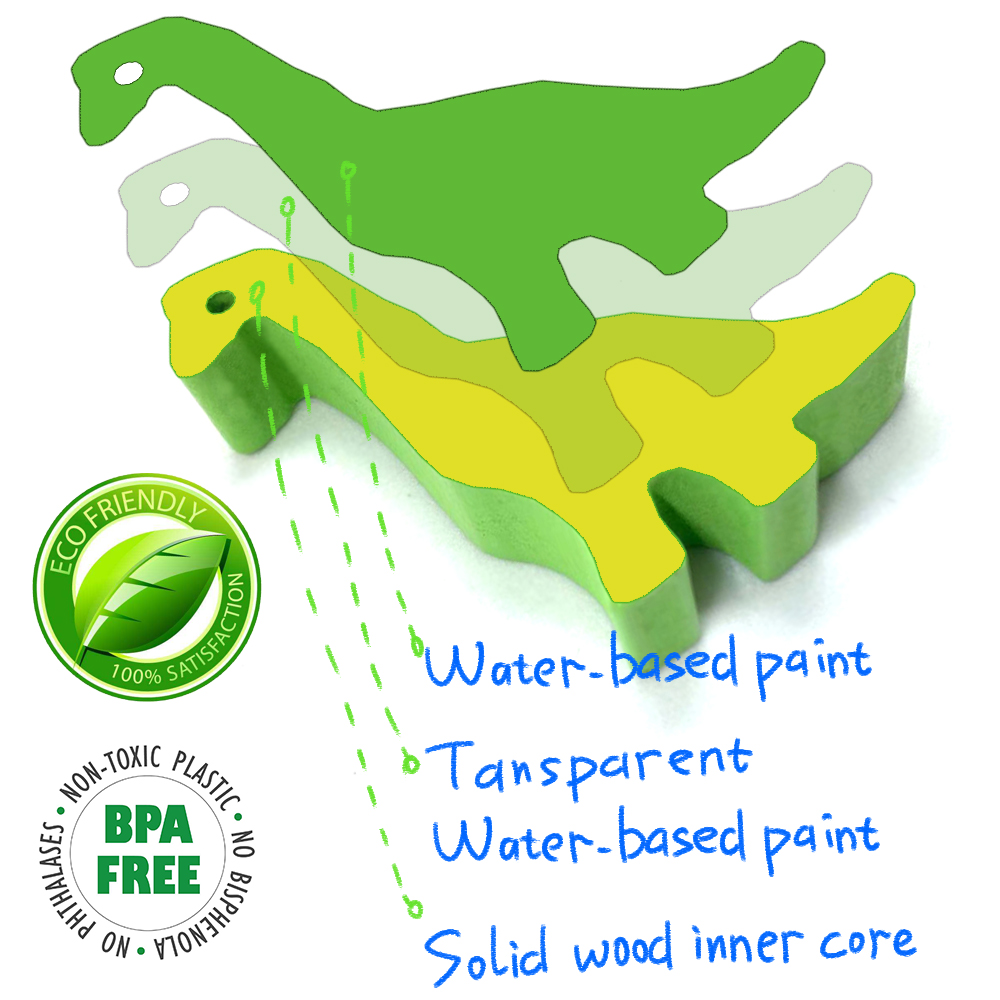 ECO FRIENDLY
100% SATISFACTION
NON-TOXIC PLASTIC • NO BISPHENOLA • NO PHTHALASES •
BPA
FREE
Water-based paint
Tansparent
Water-based paint
Solid wood inner core